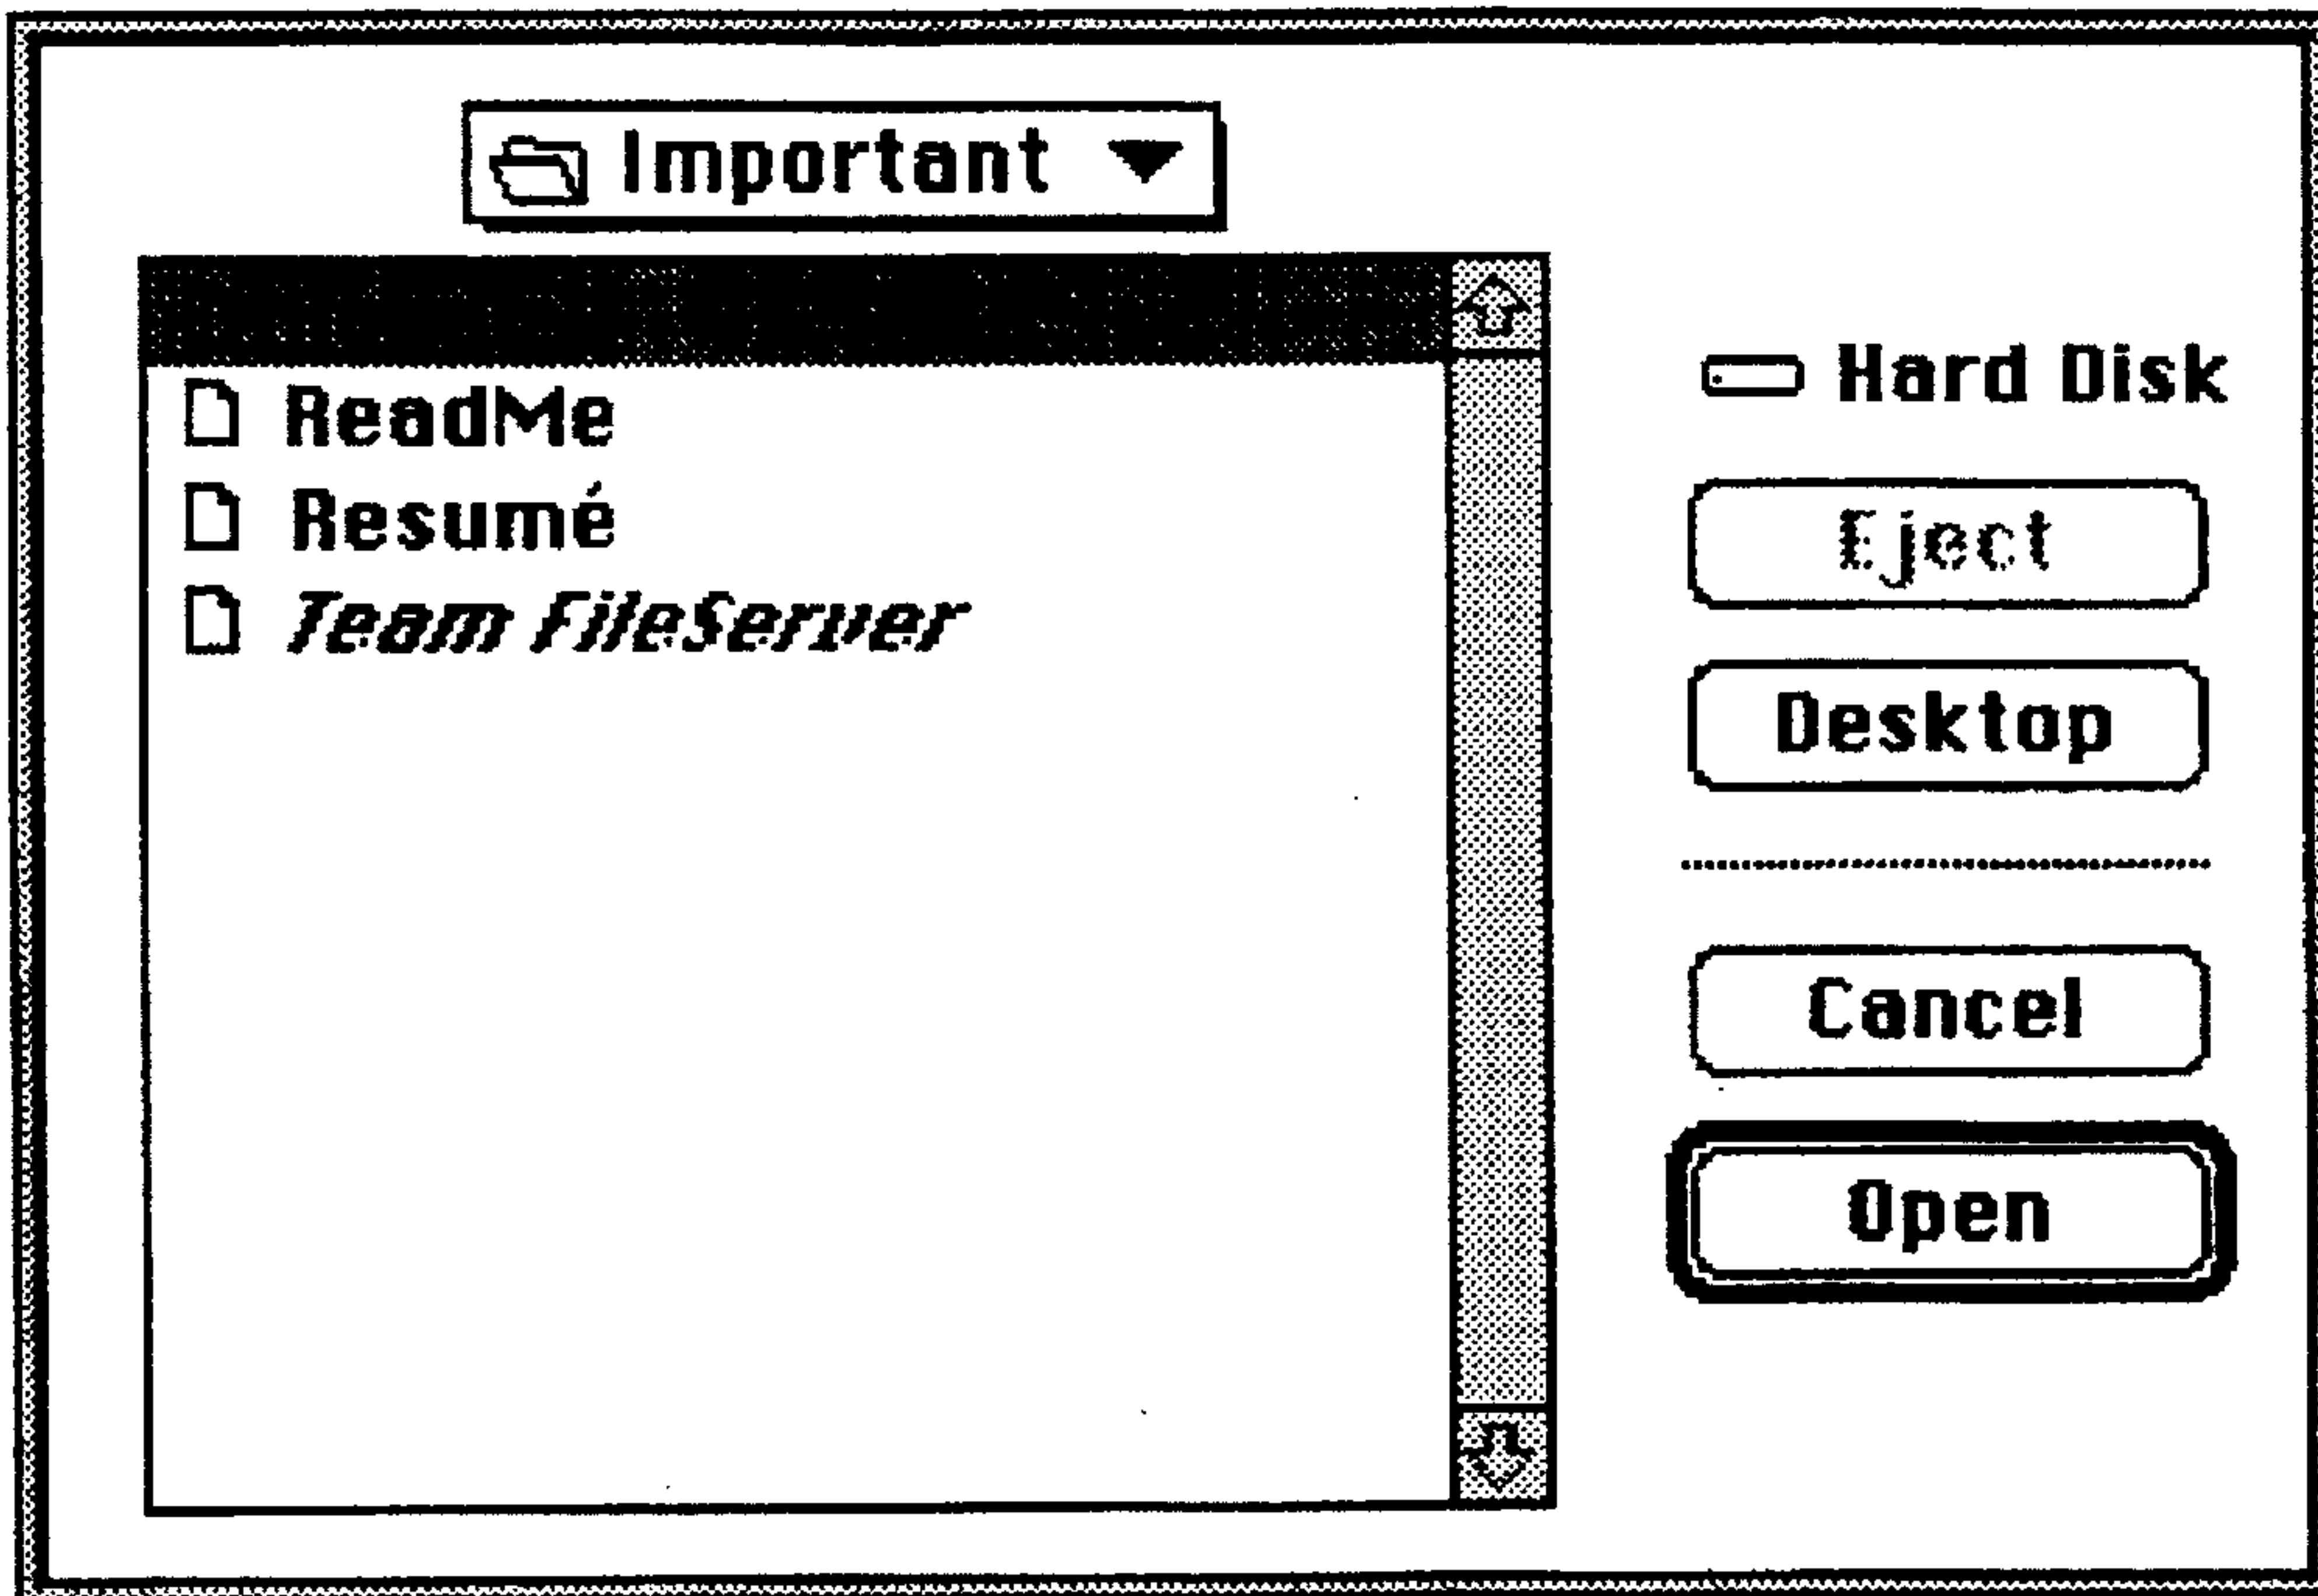 Important
ReadMe
Resumé
Team FileServer
Hard Disk
Eject
Desktop
Cancel
Open